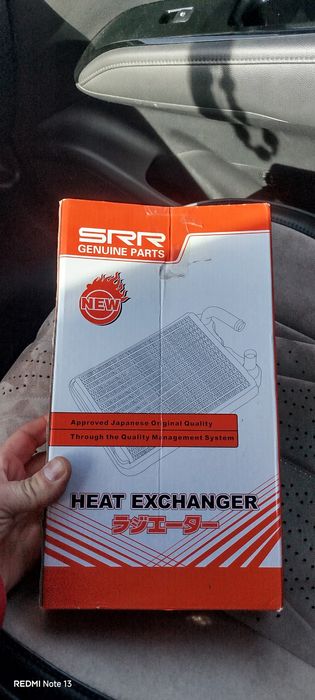 SRR
GENUINE PARTS
NEW
Approved Japanese Original Quality
Through the Quality Management System
HEAT EXCHANGER
ラジエーター
REDMI Note 13